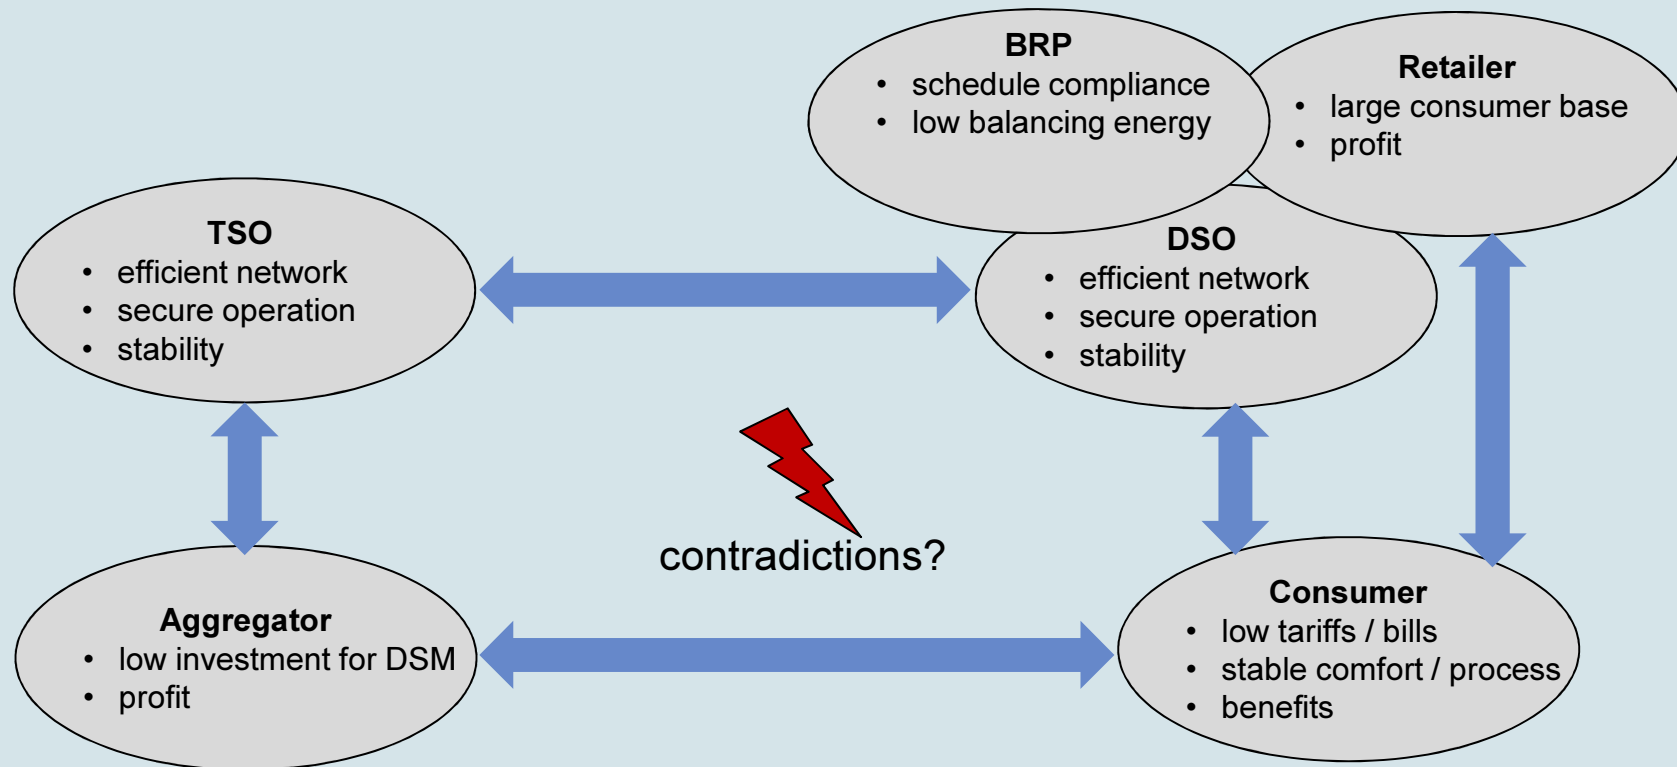 BRP
• schedule compliance
• low balancing energy
Retailer
• large consumer base
• profit
TSO
• efficient network
• secure operation
• stability
DSO
• efficient network
• secure operation
• stability
contradictions?
Aggregator
• low investment for DSM
• profit
Consumer
• low tariffs / bills
• stable comfort / process
• benefits